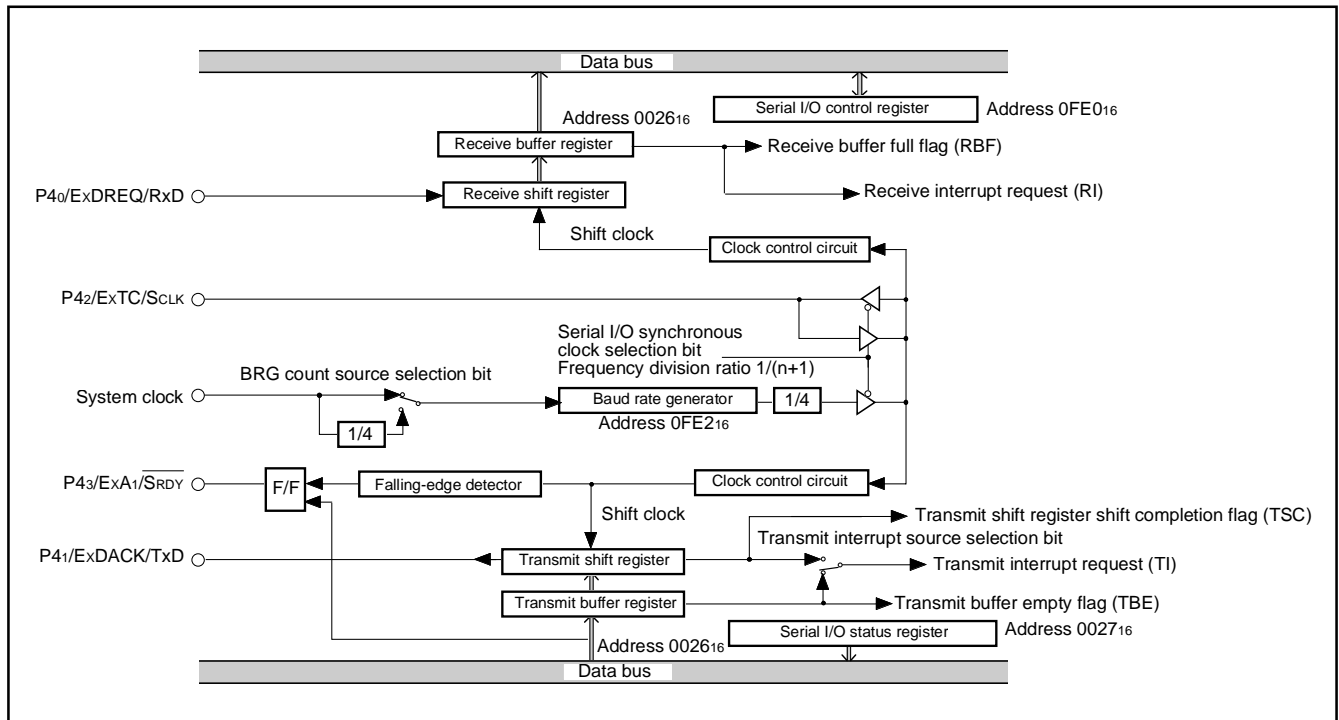 Data bus
Serial I/O control register
Address 0FE0₁₆
Address 0026₁₆
Receive buffer register
Receive buffer full flag (RBF)
P4₀/ExDREQ/RxD
Receive shift register
Receive interrupt request (RI)
Shift clock
Clock control circuit
P4₂/ExTC/SCLK
Serial I/O synchronous
clock selection bit
Frequency division ratio 1/(n+1)
BRG count source selection bit
System clock
Baud rate generator
1/4
Address 0FE2₁₆
1/4
P4₃/ExA₁/S̅R̅D̅Y̅
F/F
Falling-edge detector
Clock control circuit
Shift clock
Transmit shift register shift completion flag (TSC)
Transmit interrupt source selection bit
P4₁/ExDACK/TxD
Transmit shift register
Transmit interrupt request (TI)
Transmit buffer register
Transmit buffer empty flag (TBE)
Address 0026₁₆
Serial I/O status register
Address 0027₁₆
Data bus